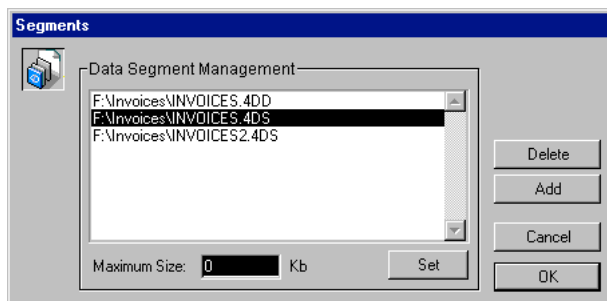 Segments
Data Segment Management
F:\Invoices\INVOICES.4DD
F:\Invoices\INVOICES.4DS
F:\Invoices\INVOICES2.4DS
Delete
Add
Cancel
Maximum Size: 0 Kb Set
OK